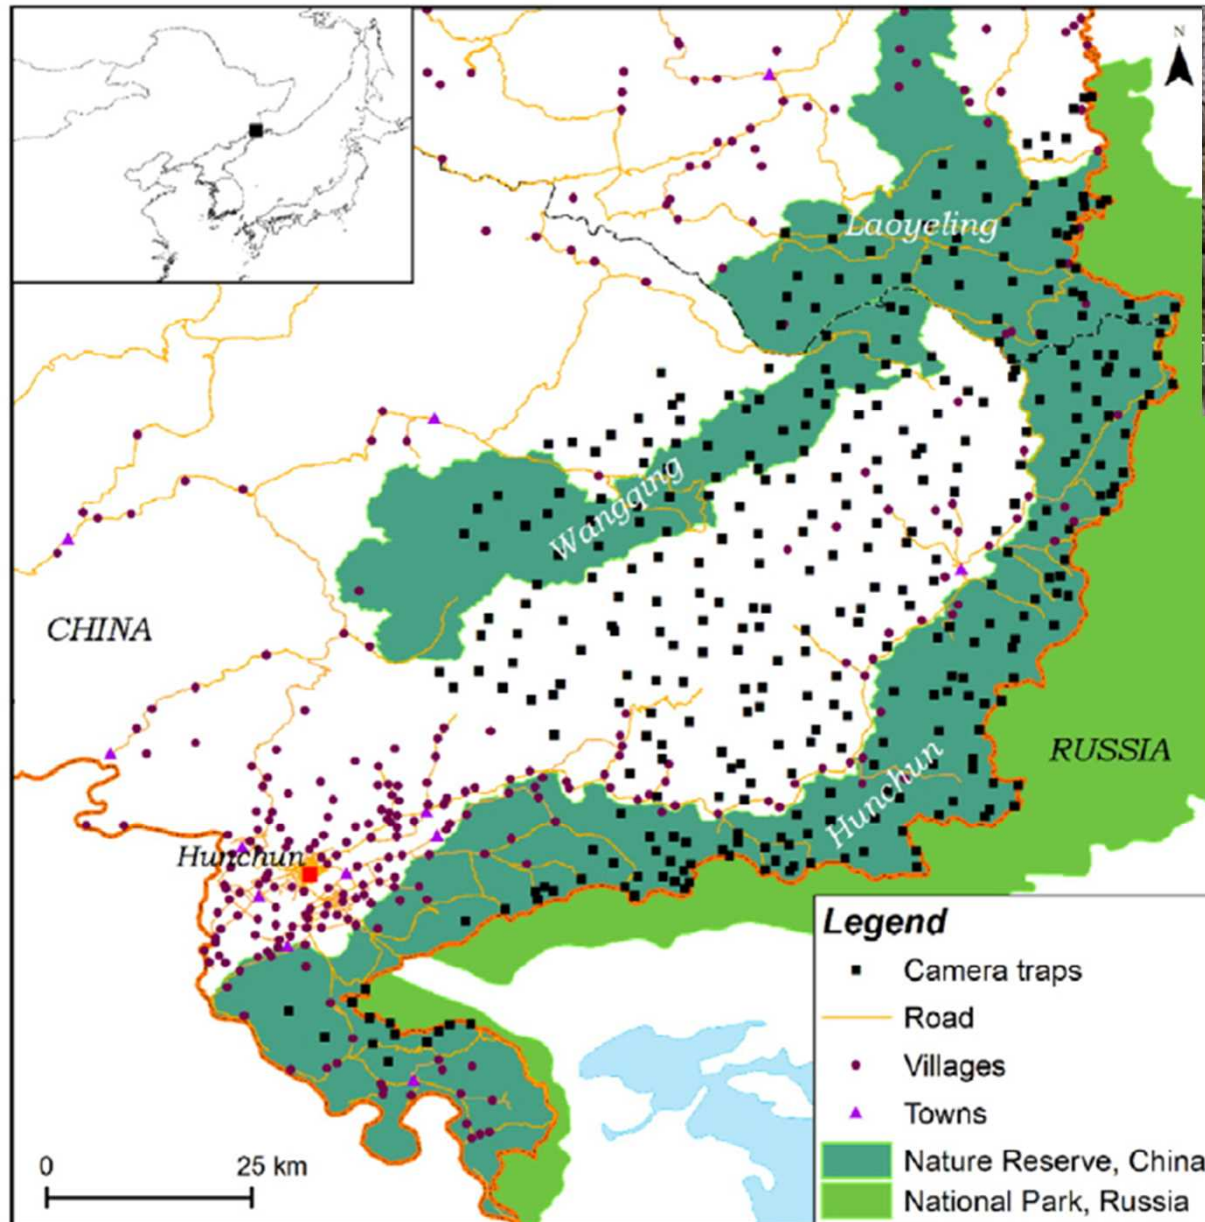 N
Laoyeling
Wangqing
CHINA
RUSSIA
Hunchun
Hunchun
Legend
Camera traps
Road
Villages
Towns
Nature Reserve, China
National Park, Russia
0 25 km